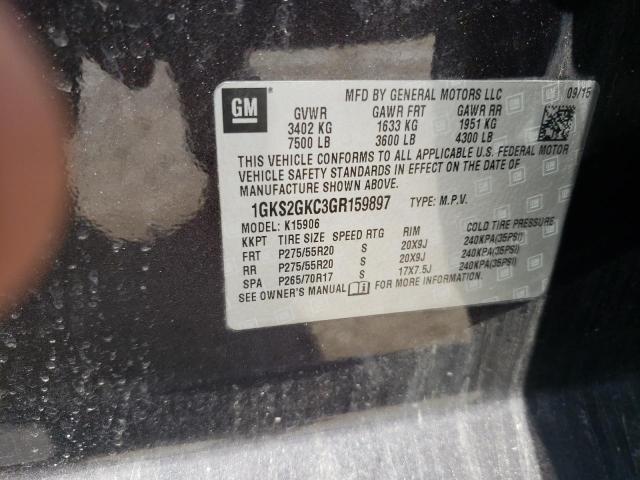 GM
MFD BY GENERAL MOTORS LLC 09/15
GVWR GAWR FRT GAWR RR
3402 KG 1633 KG 1951 KG
7500 LB 3600 LB 4300 LB
THIS VEHICLE CONFORMS TO ALL APPLICABLE U.S. FEDERAL MOTOR
VEHICLE SAFETY STANDARDS IN EFFECT ON THE DATE OF
MANUFACTURE SHOWN ABOVE.
1GKS2GKC3GR159897 TYPE: M.P.V.
MODEL: K15906
KKPT TIRE SIZE SPEED RTG RIM COLD TIRE PRESSURE
FRT P275/55R20 S 20X9J 240KPA(35PSI)
RR P275/55R20 S 20X9J 240KPA(35PSI)
SPA P265/70R17 S 17X7.5J 240KPA(35PSI)
SEE OWNER'S MANUAL FOR MORE INFORMATION.